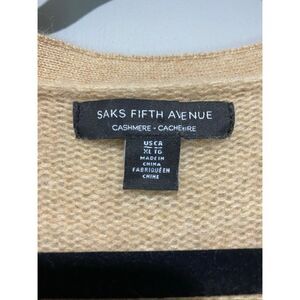 SAKS FIFTH AVENUE
CASHMERE - CACHEMIRE
US CA
XL TG
MADE IN
CHINA
FABRIQUÉ EN
CHINE